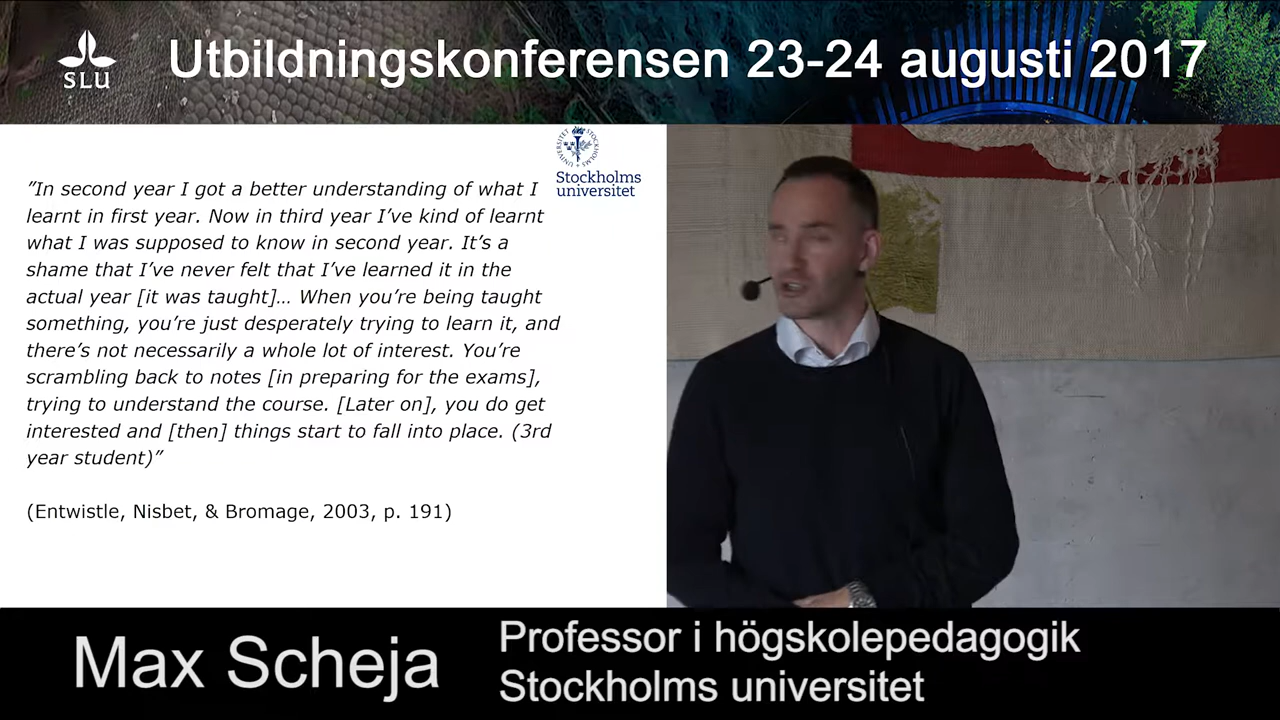 SLU
Utbildningskonferensen 23-24 augusti 2017
STOCKHOLMS UNIVERSITET
Stockholms
universitet
”In second year I got a better understanding of what I
learnt in first year. Now in third year I’ve kind of learnt
what I was supposed to know in second year. It’s a
shame that I’ve never felt that I’ve learned it in the
actual year [it was taught]… When you’re being taught
something, you’re just desperately trying to learn it, and
there’s not necessarily a whole lot of interest. You’re
scrambling back to notes [in preparing for the exams],
trying to understand the course. [Later on], you do get
interested and [then] things start to fall into place. (3rd
year student)”
(Entwistle, Nisbet, & Bromage, 2003, p. 191)
Max Scheja
Professor i högskolepedagogik
Stockholms universitet